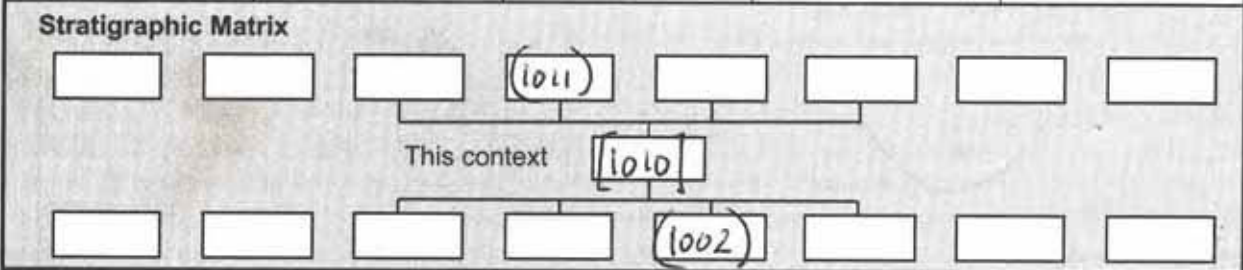 Stratigraphic Matrix
(1011)
This context [1010]
(1002)